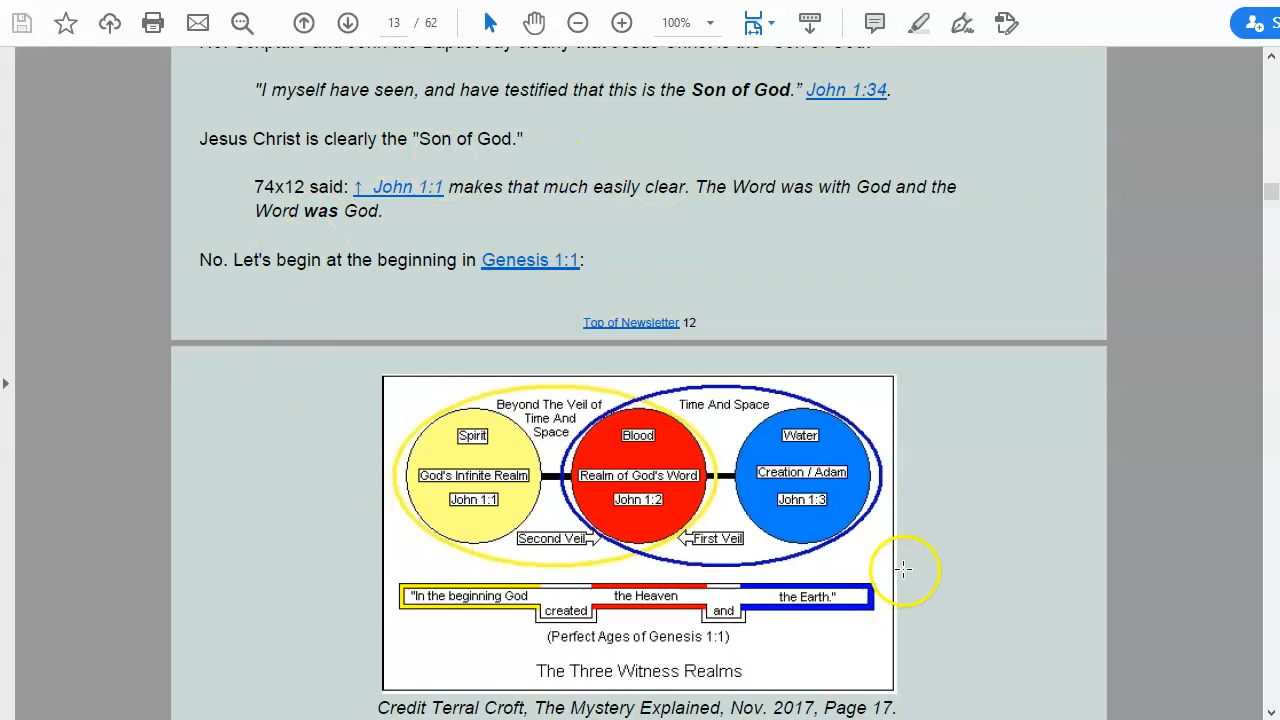 13 / 62
100%
S
"I myself have seen, and have testified that this is the Son of God.” John 1:34.
Jesus Christ is clearly the "Son of God."
74x12 said: ↑ John 1:1 makes that much easily clear. The Word was with God and the
Word was God.
No. Let's begin at the beginning in Genesis 1:1:
Top of Newsletter 12
Beyond The Veil of
Time And
Space
Time And Space
Spirit
Blood
Water
God's Infinite Realm
Realm of God's Word
Creation / Adam
John 1:1
John 1:2
John 1:3
Second Veil
First Veil
"In the beginning God
created
the Heaven
and
the Earth."
(Perfect Ages of Genesis 1:1)
The Three Witness Realms
Credit Terral Croft, The Mystery Explained, Nov. 2017, Page 17.